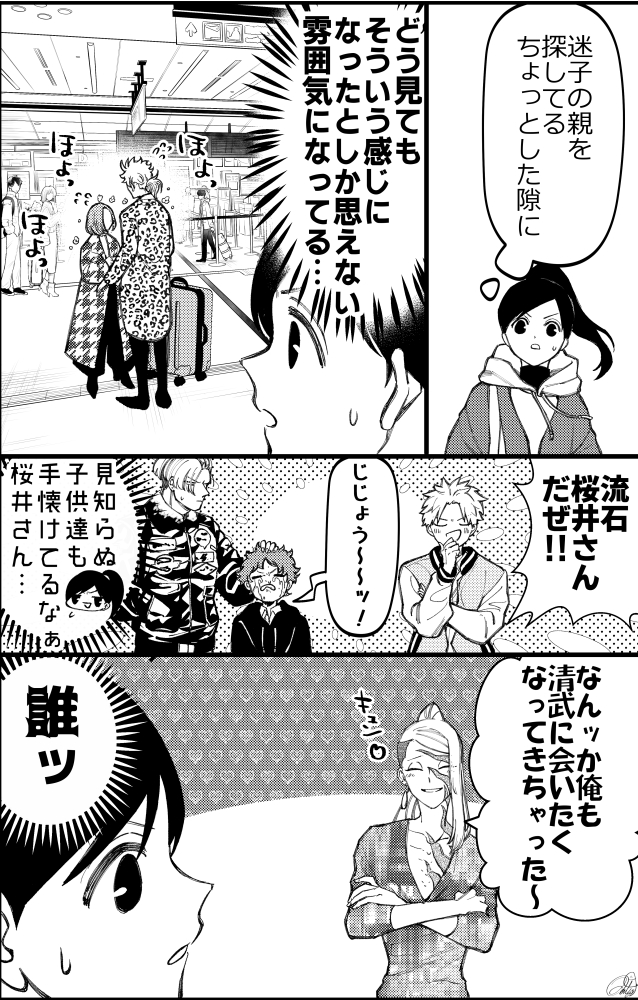 迷子の親を
探してる
ちょっとした隙に
どう見ても
そういう感じに
なったとしか思えない
雰囲気になってる…
ほよっ
ほよっ
ほよっ
流石
桜井さん
だぜ!!
じじょう〜〜ッ!
見知らぬ
子供達も
手懐けてるなぁ
桜井さん…
なんッか俺も
清武に会いたく
なってきちゃった〜
キュン
誰ッ